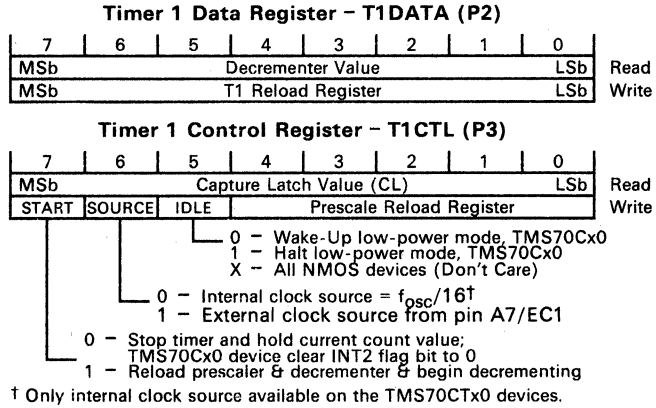 Timer 1 Data Register – T1DATA (P2)
7 6 5 4 3 2 1 0
MSb Decrementer Value LSb Read
MSb T1 Reload Register LSb Write
Timer 1 Control Register – T1CTL (P3)
7 6 5 4 3 2 1 0
MSb Capture Latch Value (CL) LSb Read
START SOURCE IDLE Prescale Reload Register Write
0 – Wake-Up low-power mode, TMS70Cx0
1 – Halt low-power mode, TMS70Cx0
X – All NMOS devices (Don't Care)
0 – Internal clock source = fosc/16†
1 – External clock source from pin A7/EC1
0 – Stop timer and hold current count value;
TMS70Cx0 device clear INT2 flag bit to 0
1 – Reload prescaler & decrementer & begin decrementing
† Only internal clock source available on the TMS70CTx0 devices.